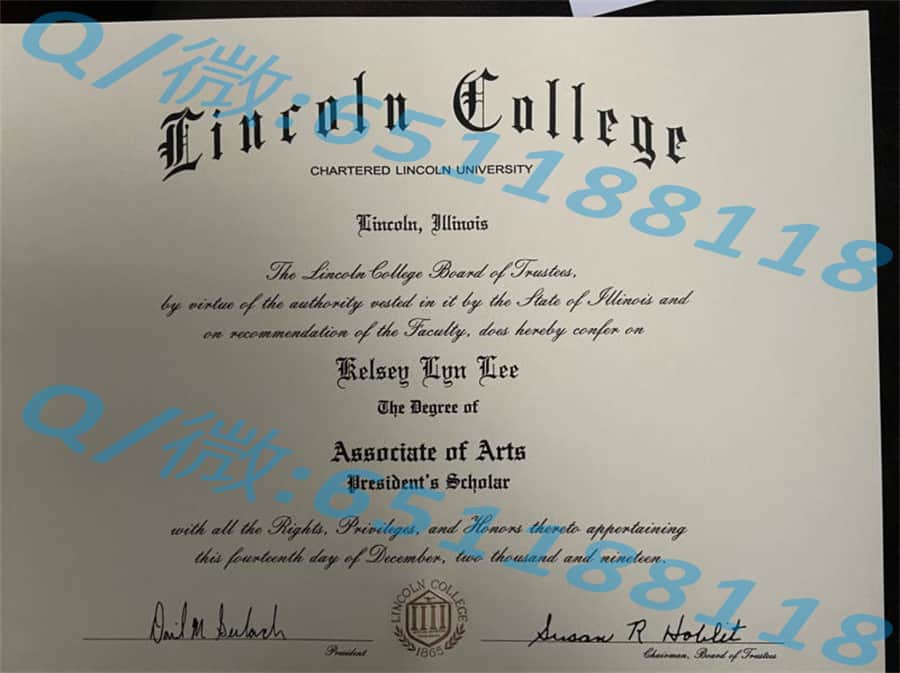 Q/微:651188118
Lincoln College
CHARTERED LINCOLN UNIVERSITY
Lincoln, Illinois
The Lincoln College Board of Trustees,
by virtue of the authority vested in it by the State of Illinois and
on recommendation of the Faculty, does hereby confer on
Kelsey Lyn Lee
The Degree of
Associate of Arts
President's Scholar
Q/微:651188118
with all the Rights, Privileges, and Honors thereto appertaining
this fourteenth day of December, two thousand and nineteen.
LINCOLN COLLEGE
1865
Susan R Hoblit
President
Chairman, Board of Trustees